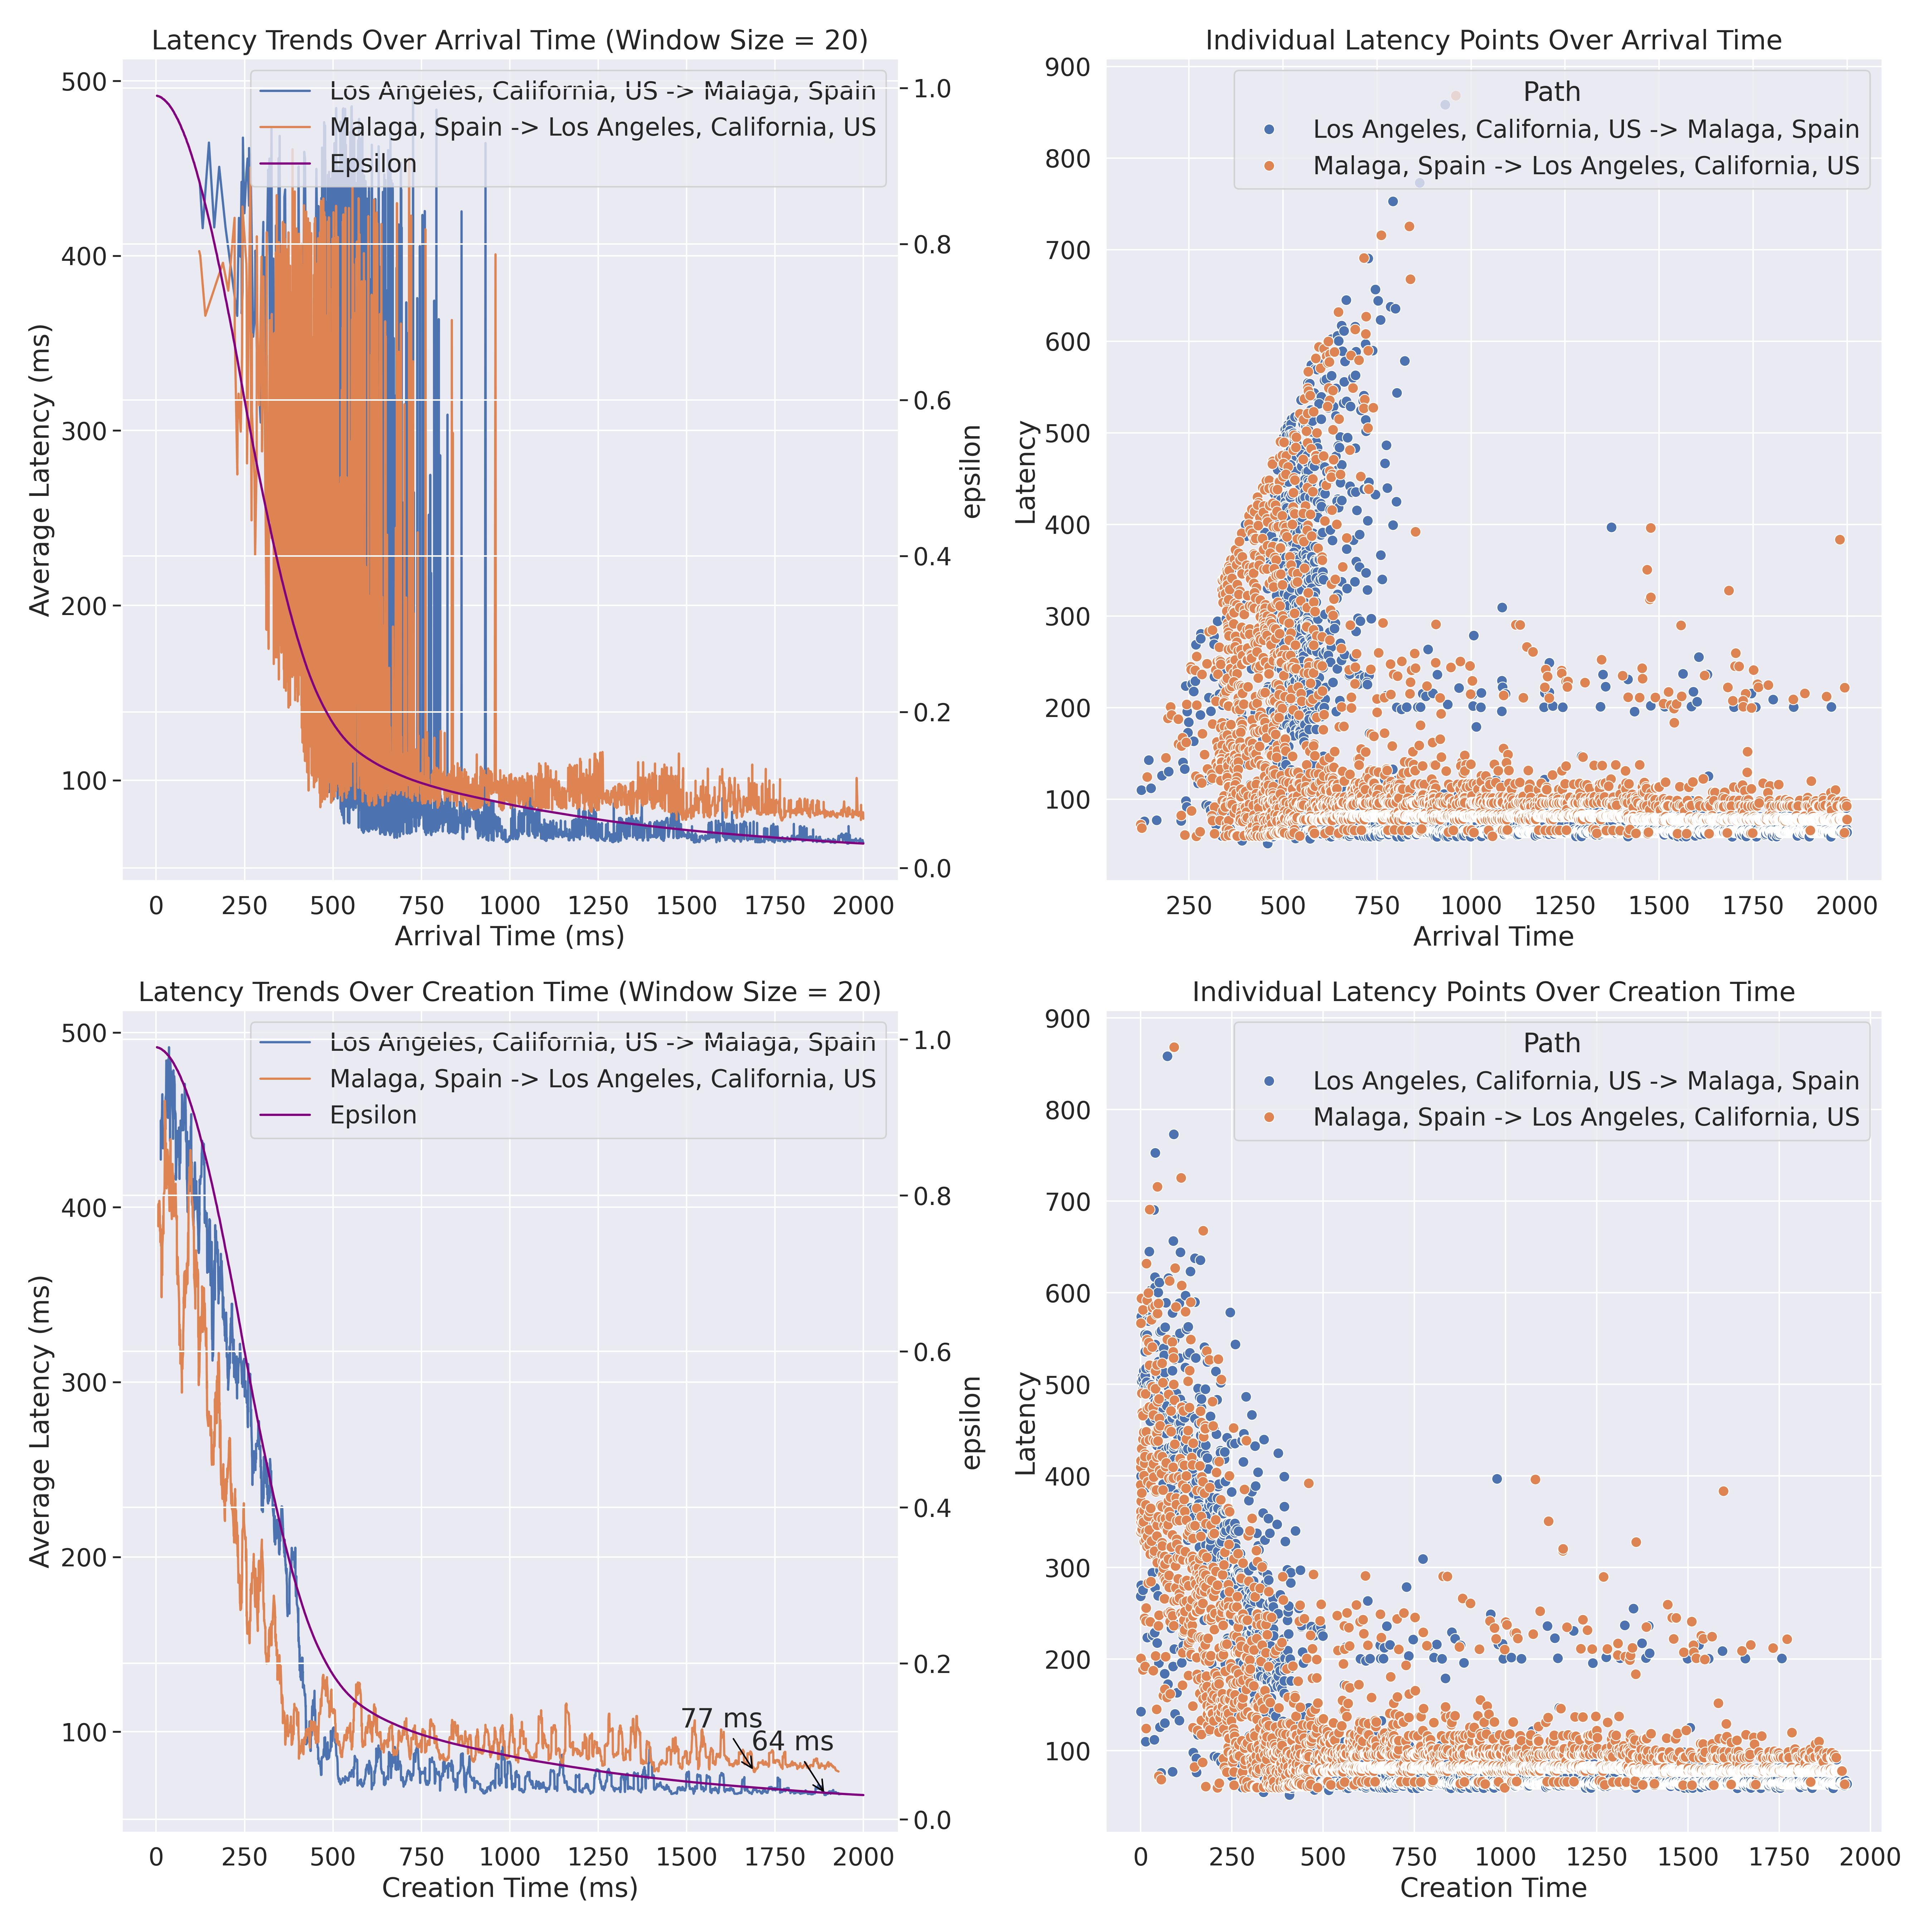 Latency Trends Over Arrival Time (Window Size = 20)
500
400
300
200
100
Average Latency (ms)
Los Angeles, California, US -> Malaga, Spain
Malaga, Spain -> Los Angeles, California, US
Epsilon
1.0
0.8
0.6
0.4
0.2
0.0
epsilon
0 250 500 750 1000 1250 1500 1750 2000
Arrival Time (ms)
Individual Latency Points Over Arrival Time
900
800
700
600
500
400
300
200
100
Latency
Path
Los Angeles, California, US -> Malaga, Spain
Malaga, Spain -> Los Angeles, California, US
250 500 750 1000 1250 1500 1750 2000
Arrival Time
Latency Trends Over Creation Time (Window Size = 20)
500
400
300
200
100
Average Latency (ms)
Los Angeles, California, US -> Malaga, Spain
Malaga, Spain -> Los Angeles, California, US
Epsilon
77 ms
64 ms
1.0
0.8
0.6
0.4
0.2
0.0
epsilon
0 250 500 750 1000 1250 1500 1750 2000
Creation Time (ms)
Individual Latency Points Over Creation Time
900
800
700
600
500
400
300
200
100
Latency
Path
Los Angeles, California, US -> Malaga, Spain
Malaga, Spain -> Los Angeles, California, US
0 250 500 750 1000 1250 1500 1750 2000
Creation Time